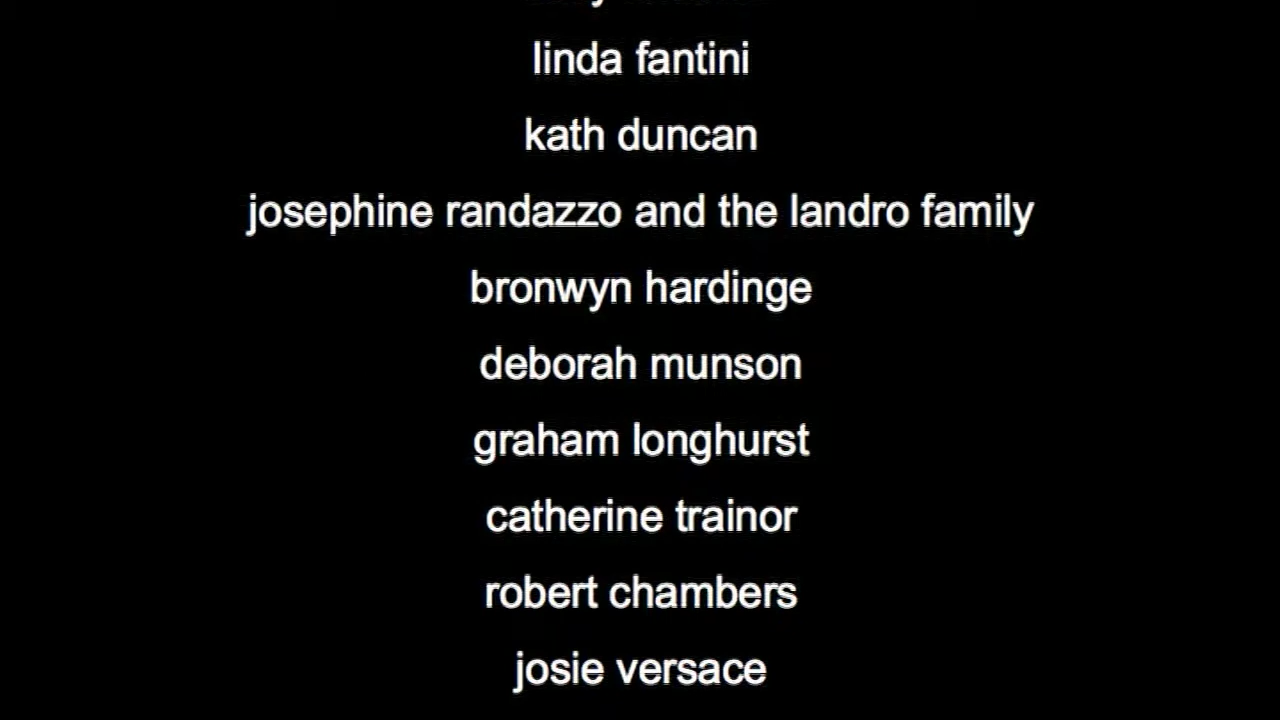 linda fantini
kath duncan
josephine randazzo and the landro family
bronwyn hardinge
deborah munson
graham longhurst
catherine trainor
robert chambers
josie versace